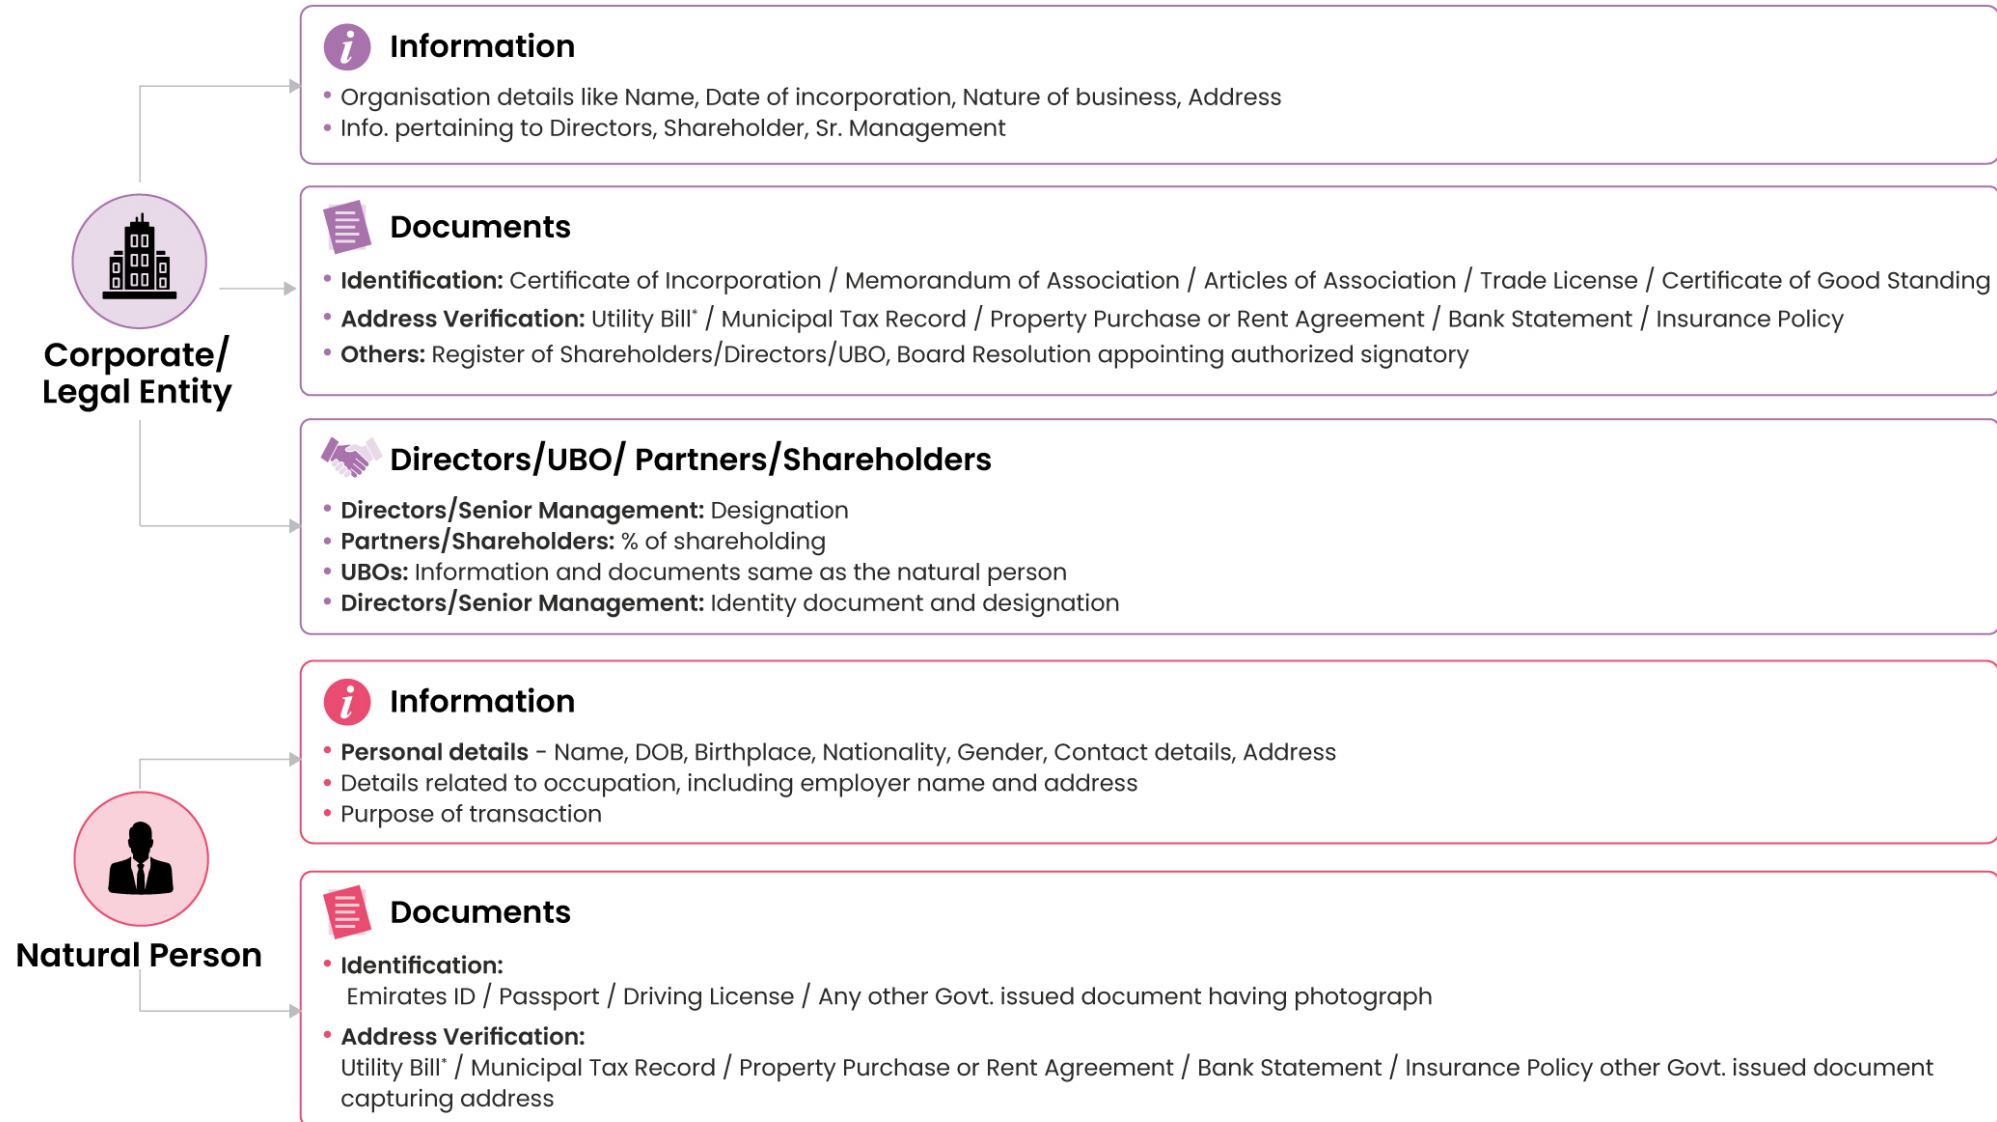 Information
• Organisation details like Name, Date of incorporation, Nature of business, Address
• Info. pertaining to Directors, Shareholder, Sr. Management
Documents
• Identification: Certificate of Incorporation / Memorandum of Association / Articles of Association / Trade License / Certificate of Good Standing
• Address Verification: Utility Bill* / Municipal Tax Record / Property Purchase or Rent Agreement / Bank Statement / Insurance Policy
• Others: Register of Shareholders/Directors/UBO, Board Resolution appointing authorized signatory
Corporate/
Legal Entity
Directors/UBO/ Partners/Shareholders
• Directors/Senior Management: Designation
• Partners/Shareholders: % of shareholding
• UBOs: Information and documents same as the natural person
• Directors/Senior Management: Identity document and designation
Information
• Personal details - Name, DOB, Birthplace, Nationality, Gender, Contact details, Address
• Details related to occupation, including employer name and address
• Purpose of transaction
Natural Person
Documents
• Identification:
Emirates ID / Passport / Driving License / Any other Govt. issued document having photograph
• Address Verification:
Utility Bill* / Municipal Tax Record / Property Purchase or Rent Agreement / Bank Statement / Insurance Policy other Govt. issued document
capturing address